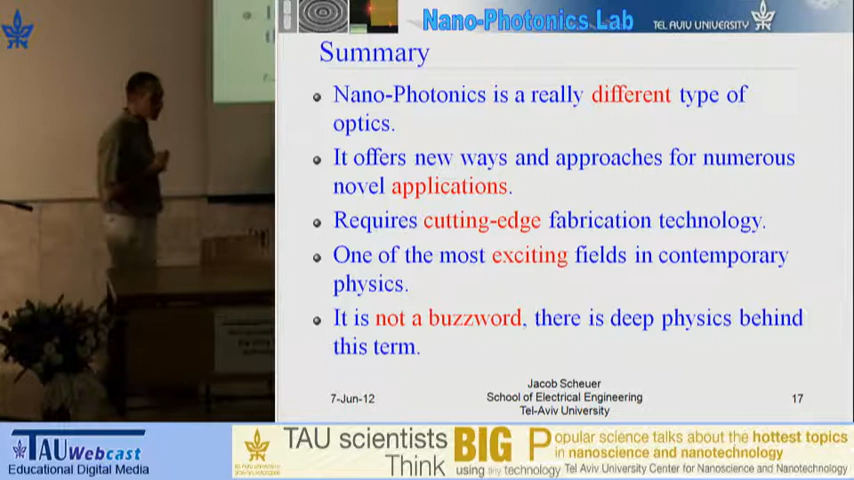 Nano-Photonics Lab
TEL AVIV UNIVERSITY
Summary
Nano-Photonics is a really different type of
optics.
It offers new ways and approaches for numerous
novel applications.
Requires cutting-edge fabrication technology.
One of the most exciting fields in contemporary
physics.
It is not a buzzword, there is deep physics behind
this term.
7-Jun-12
Jacob Scheuer
School of Electrical Engineering
Tel-Aviv University
17
TAU Webcast
Educational Digital Media
TAU scientists
Think BIG
using tiny technology
Popular science talks about the hottest topics
in nanoscience and nanotechnology
Tel Aviv University Center for Nanoscience and Nanotechnology